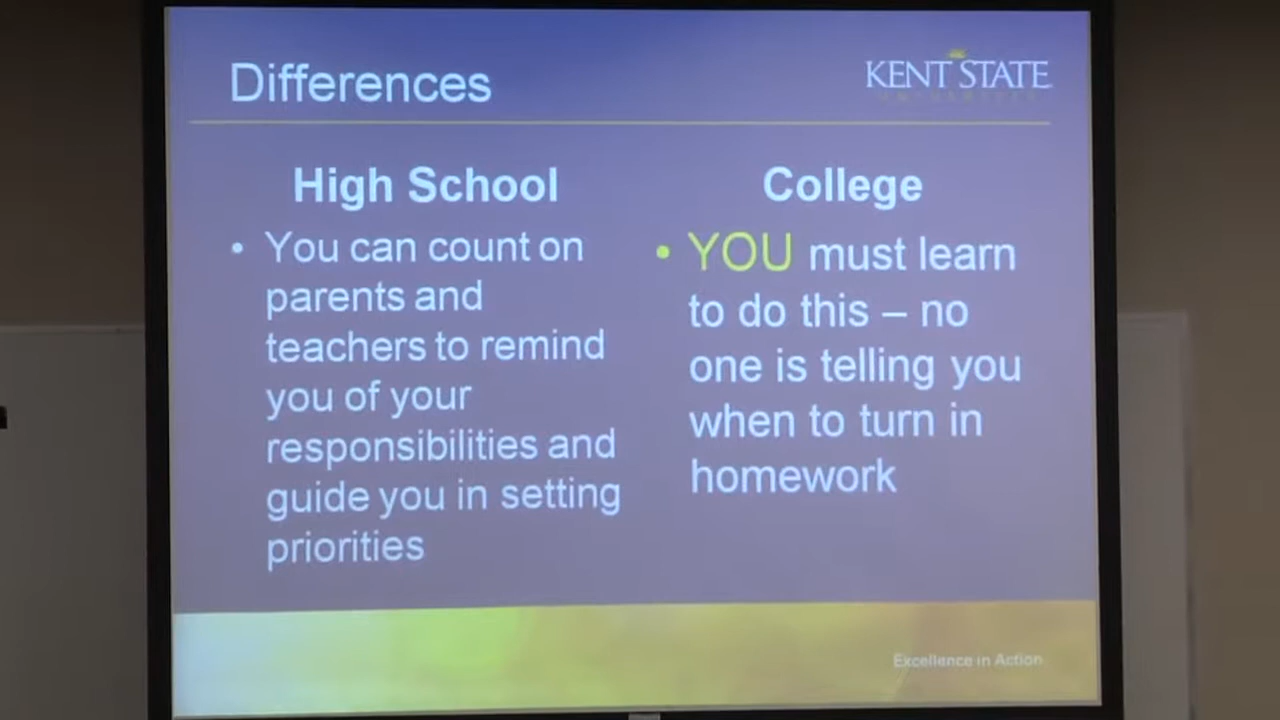 Differences
KENT STATE
High School
• You can count on
parents and
teachers to remind
you of your
responsibilities and
guide you in setting
priorities
College
• YOU must learn
to do this – no
one is telling you
when to turn in
homework
Excellence in Action